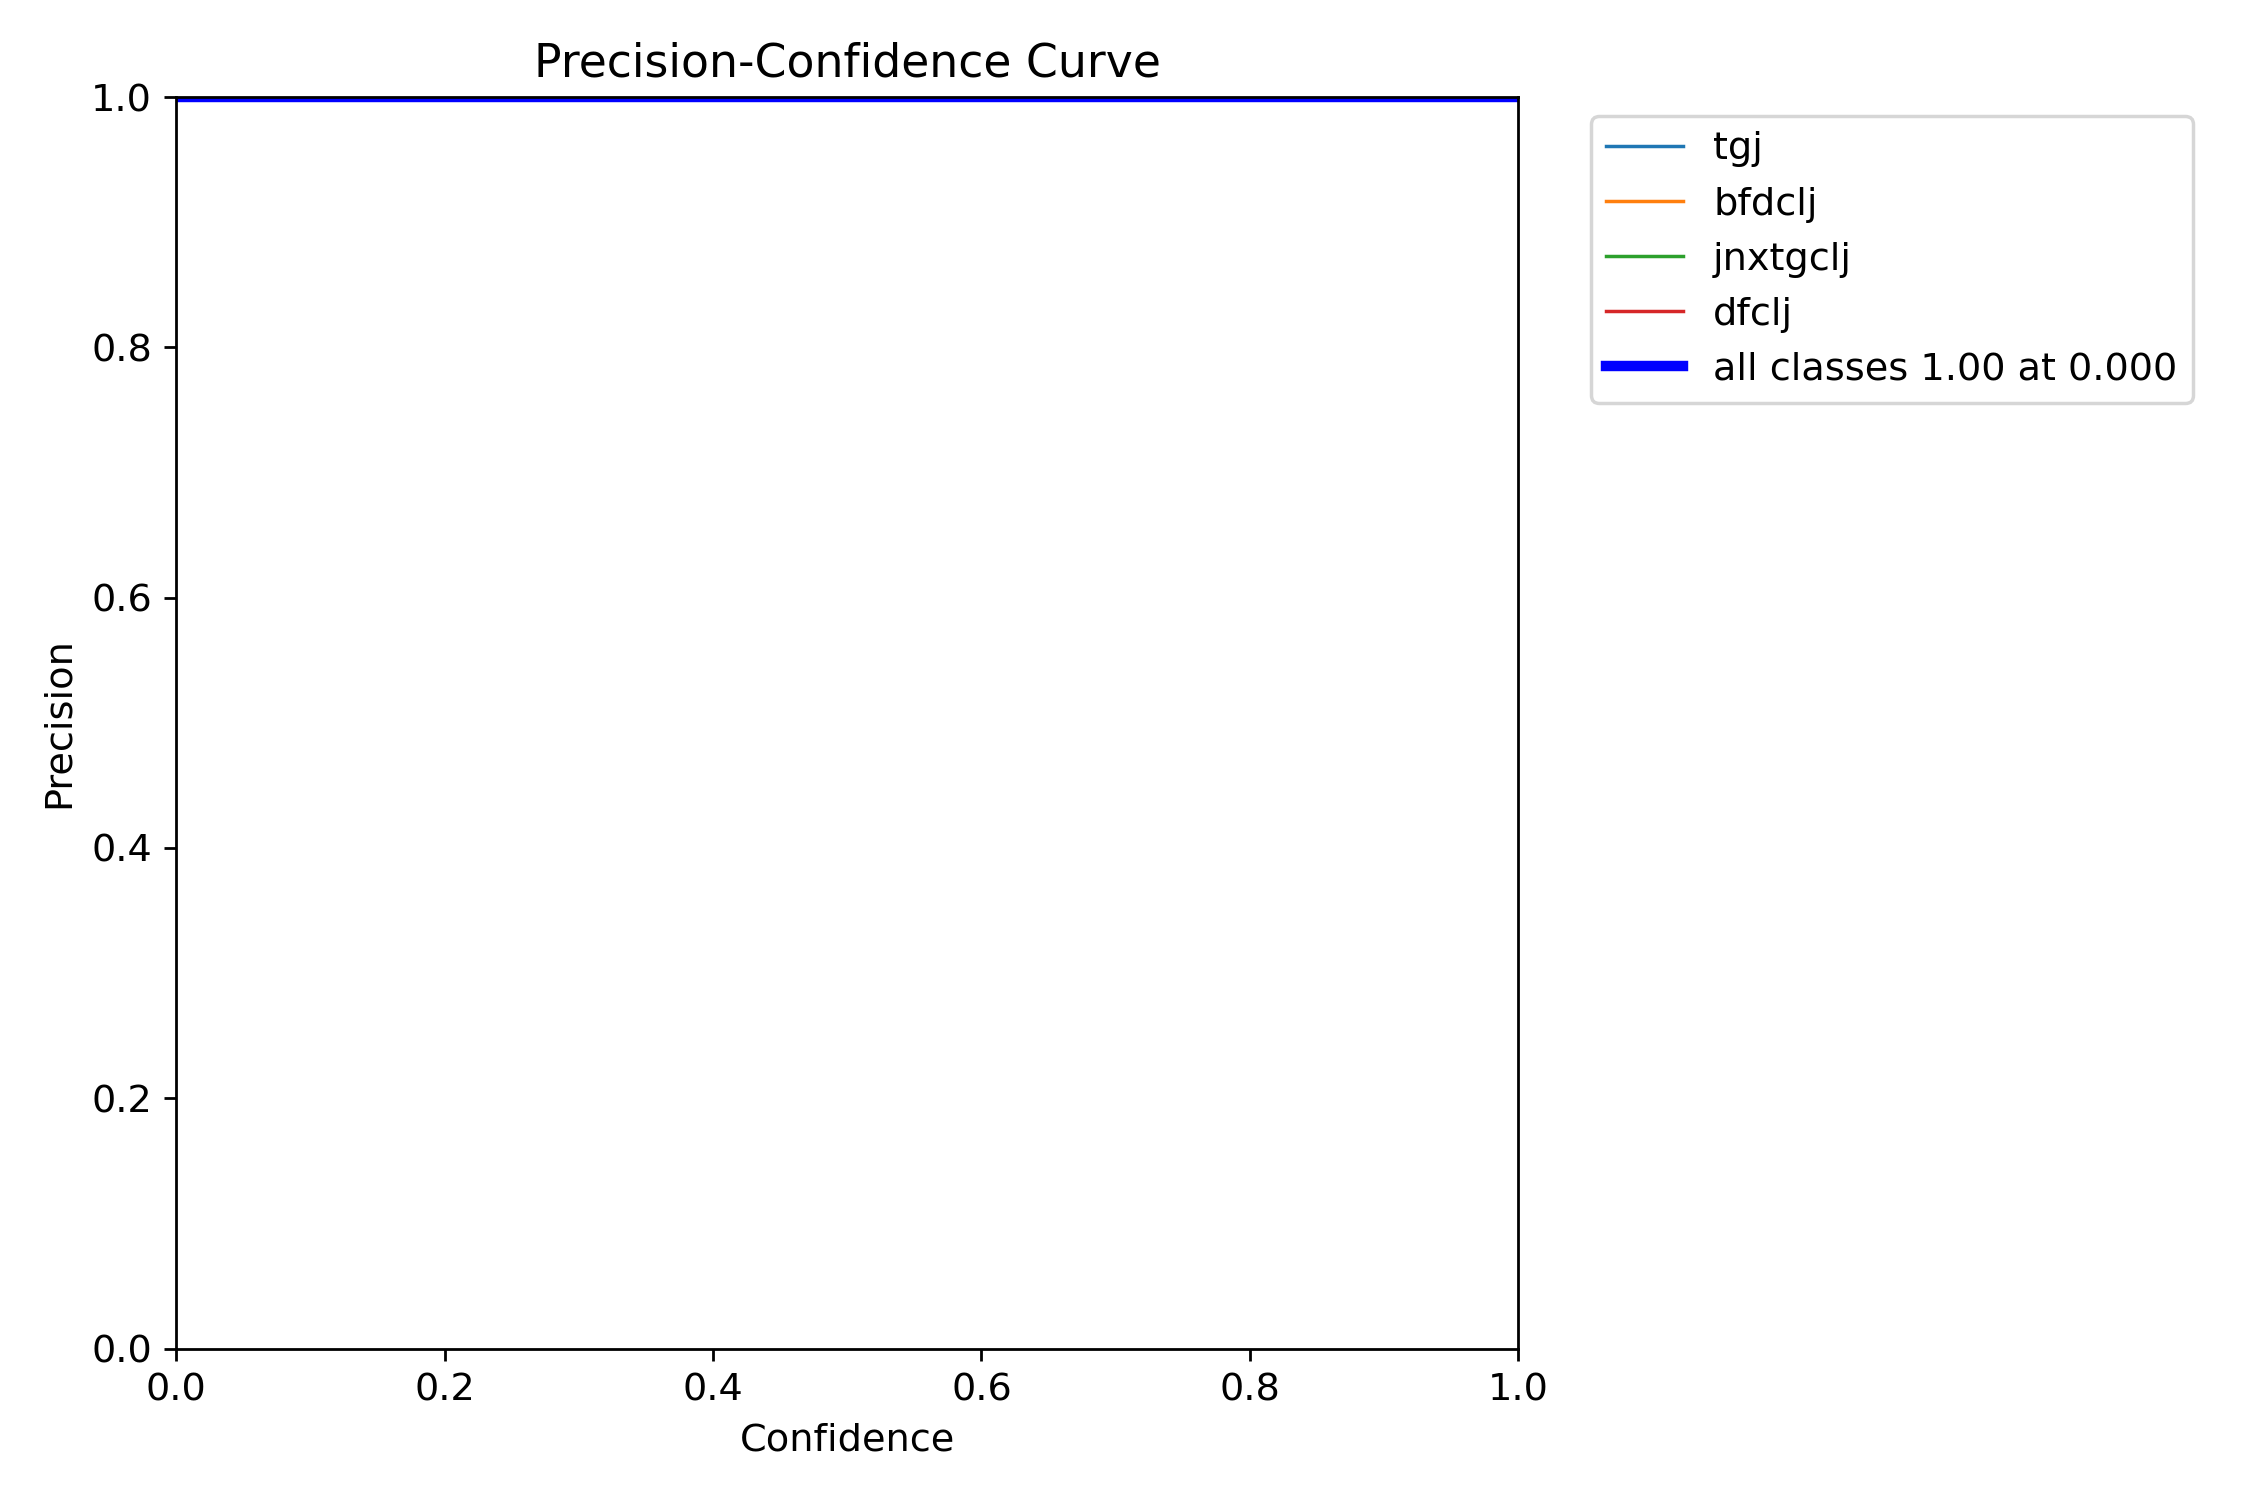 Precision-Confidence Curve
1.0
0.8
0.6
0.4
0.2
0.0
Precision
0.0 0.2 0.4 0.6 0.8 1.0
Confidence
tgj
bfdclj
jnxtgclj
dfclj
all classes 1.00 at 0.000